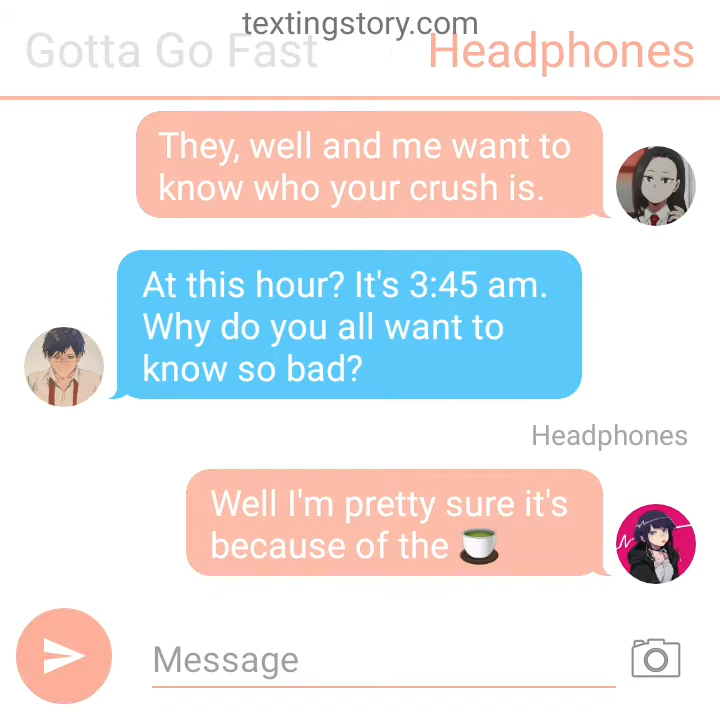 textingstory.com
Gotta Go Fast
Headphones
They, well and me want to
know who your crush is.
At this hour? It's 3:45 am.
Why do you all want to
know so bad?
Headphones
Well I'm pretty sure it's
because of the 🍵
Message